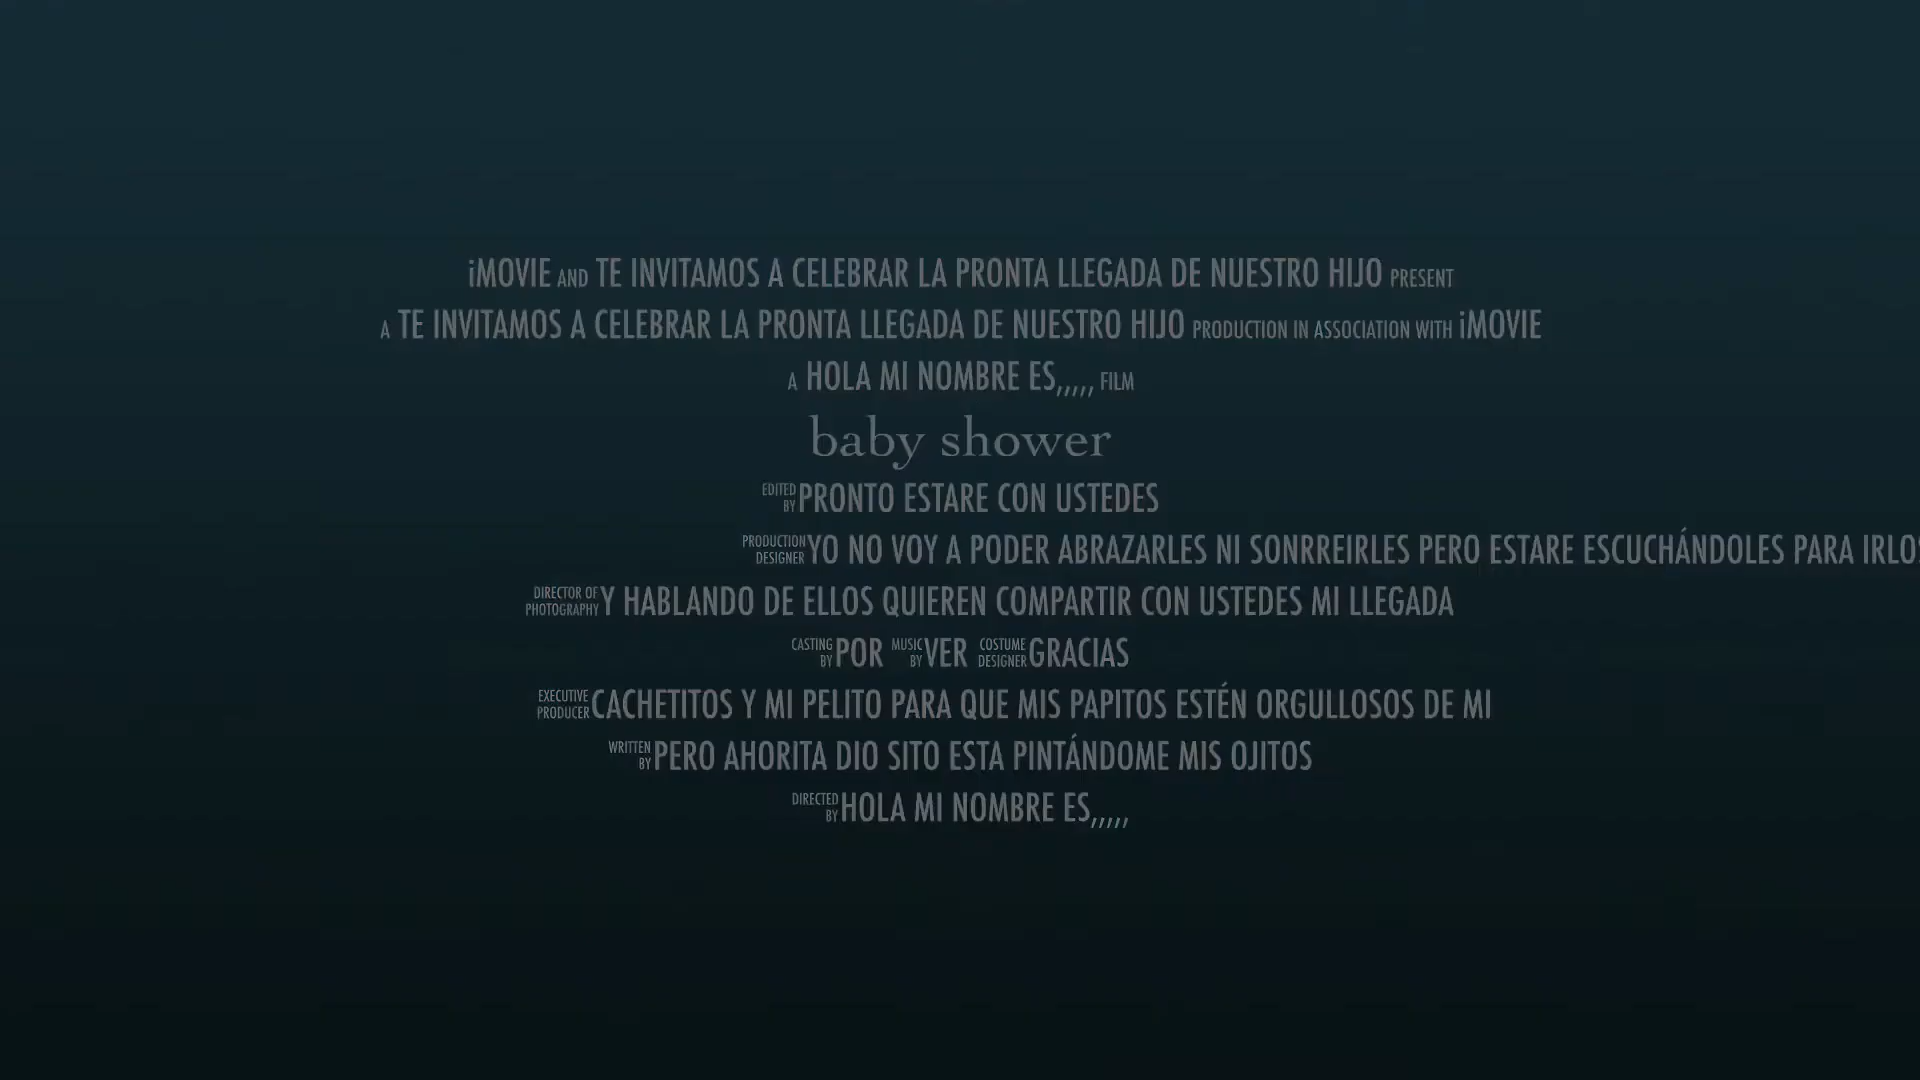 iMOVIE AND TE INVITAMOS A CELEBRAR LA PRONTA LLEGADA DE NUESTRO HIJO PRESENT
A TE INVITAMOS A CELEBRAR LA PRONTA LLEGADA DE NUESTRO HIJO PRODUCTION IN ASSOCIATION WITH iMOVIE
A HOLA MI NOMBRE ES,,,,, FILM
baby shower
EDITED BY PRONTO ESTARE CON USTEDES
PRODUCTION DESIGNER YO NO VOY A PODER ABRAZARLES NI SONRREIRLES PERO ESTARE ESCUCHÁNDOLES PARA
DIRECTOR OF PHOTOGRAPHY Y HABLANDO DE ELLOS QUIEREN COMPARTIR CON USTEDES MI LLEGADA
CASTING BY POR MUSIC BY VER COSTUME DESIGNER GRACIAS
EXECUTIVE PRODUCER CACHETITOS Y MI PELITO PARA QUE MIS PAPITOS ESTÉN ORGULLOSOS DE MI
WRITTEN BY PERO AHORITA DIO SITO ESTA PINTÁNDOME MIS OJITOS
DIRECTED BY HOLA MI NOMBRE ES,,,,,